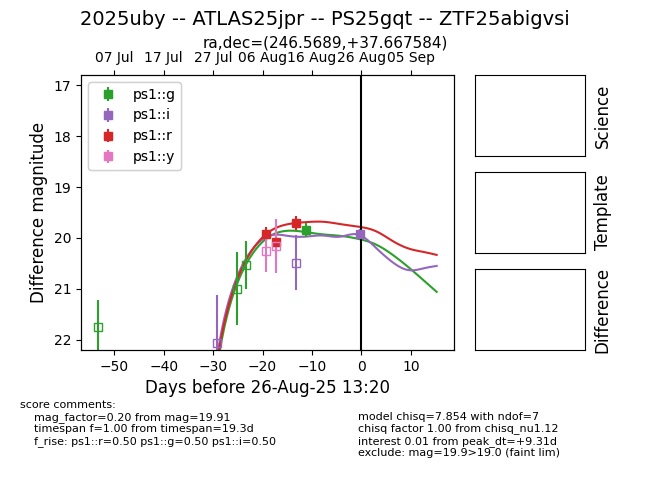 2025uby -- ATLAS25jpr -- PS25gqt -- ZTF25abigvsi
ra,dec=(246.5689,+37.667584)
07 Jul 17 Jul 27 Jul 06 Aug 16 Aug 26 Aug 05 Sep
ps1::g
ps1::i
ps1::r
ps1::y
17
18
19
20
21
22
Difference magnitude
−50 −40 −30 −20 −10 0 10
Days before 26-Aug-25 13:20
Science
Template
Difference
score comments:
mag_factor=0.20 from mag=19.91
timespan f=1.00 from timespan=19.3d
f_rise: ps1::r=0.50 ps1::g=0.50 ps1::i=0.50
model chisq=7.854 with ndof=7
chisq factor 1.00 from chisq_nu1.12
interest 0.01 from peak_dt=+9.31d
exclude: mag=19.9>19.0 (faint lim)